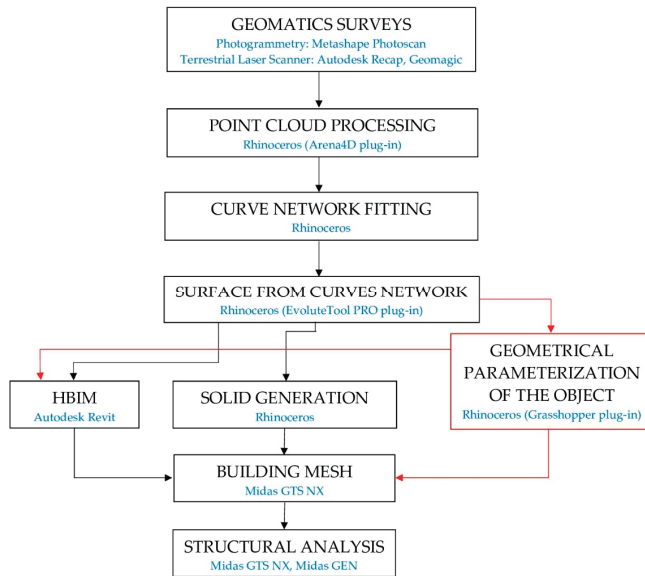 GEOMATICS SURVEYS
Photogrammetry: Metashape Photoscan
Terrestrial Laser Scanner: Autodesk Recap, Geomagic
POINT CLOUD PROCESSING
Rhinoceros (Arena4D plug-in)
CURVE NETWORK FITTING
Rhinoceros
SURFACE FROM CURVES NETWORK
Rhinoceros (EvoluteTool PRO plug-in)
GEOMETRICAL
PARAMETERIZATION
OF THE OBJECT
Rhinoceros (Grasshopper plug-in)
HBIM
Autodesk Revit
SOLID GENERATION
Rhinoceros
BUILDING MESH
Midas GTS NX
STRUCTURAL ANALYSIS
Midas GTS NX, Midas GEN